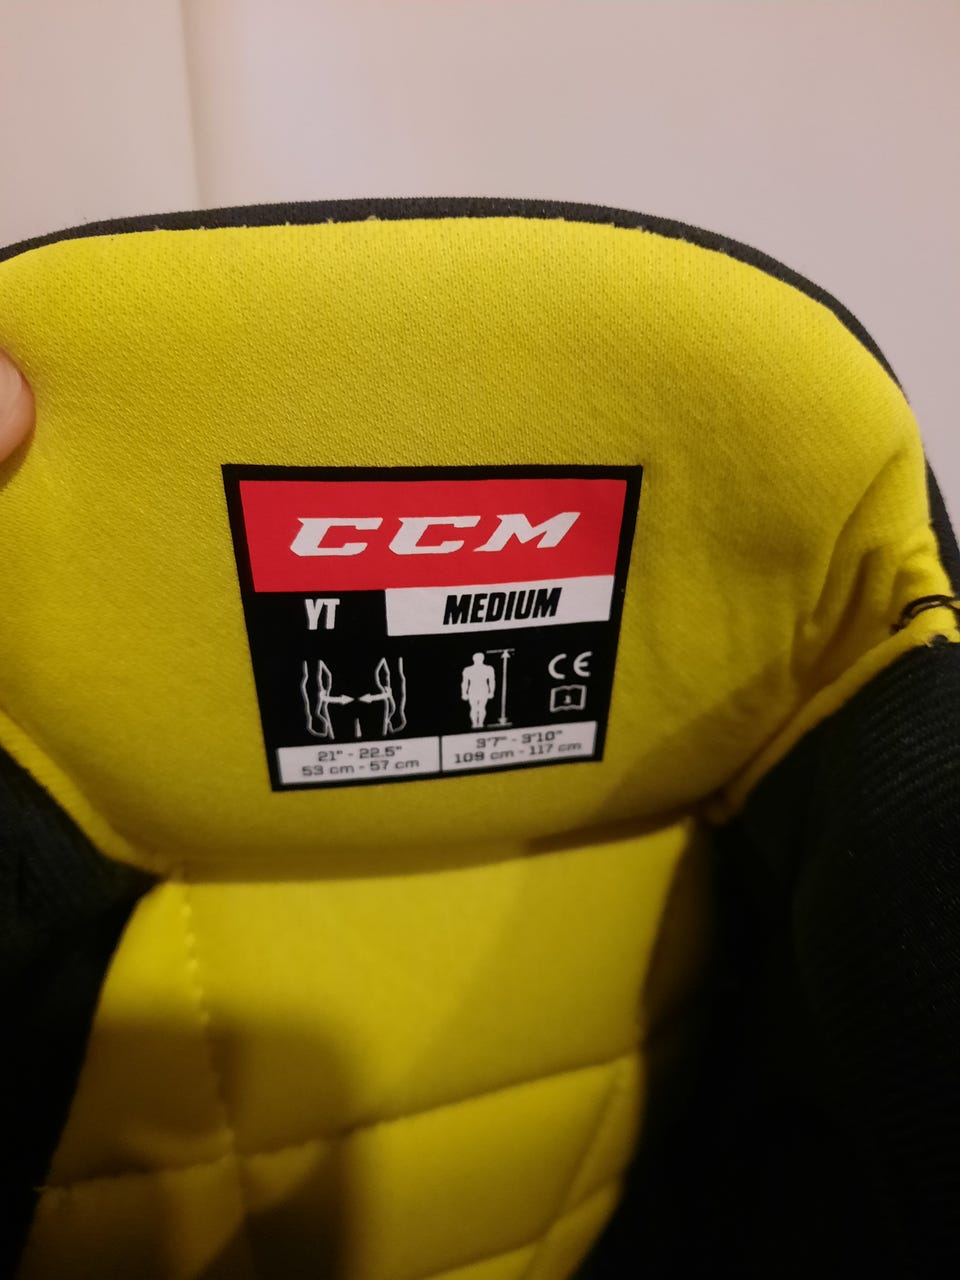 CCM
YT MEDIUM
CE
21" - 22.5"
53 cm - 57 cm
3'7" - 3'10"
109 cm - 117 cm